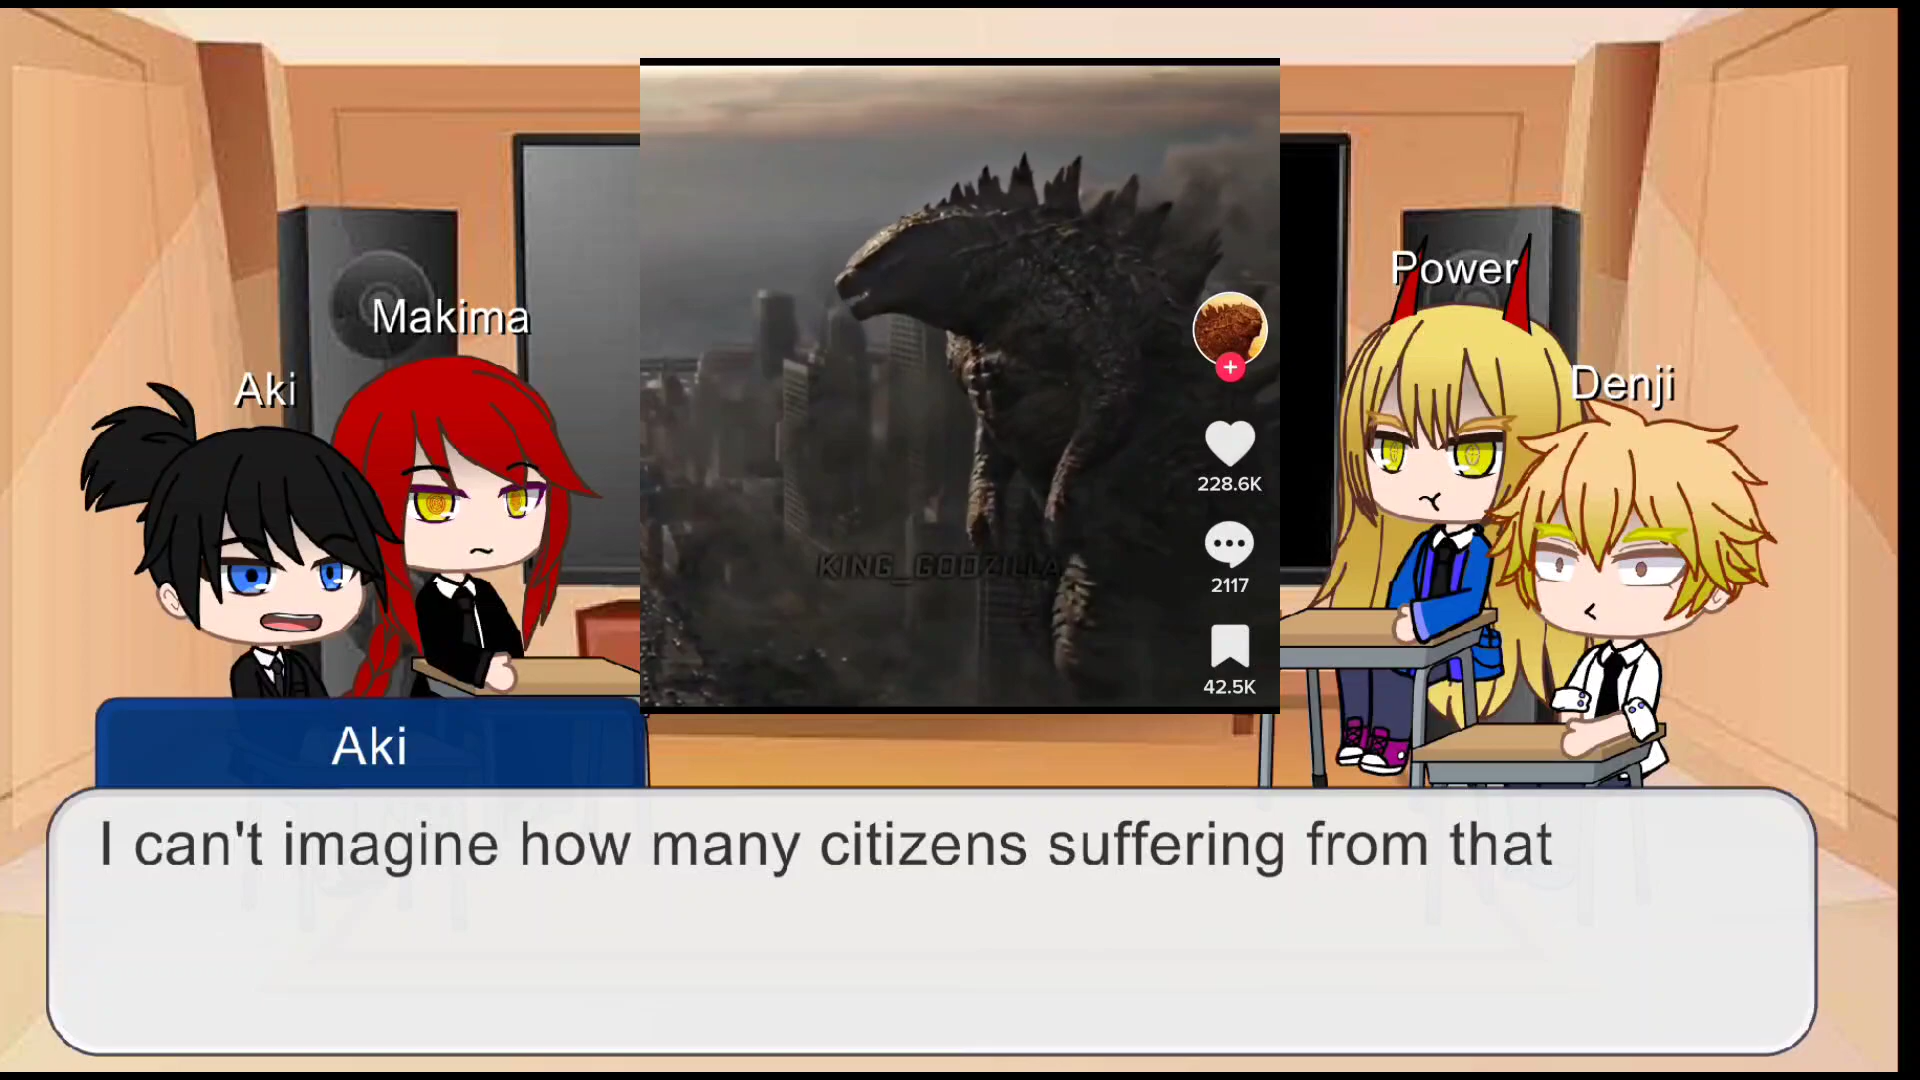 Power
Makima
Denji
Aki
228.6K
KING_GODZILLA
2117
42.5K
Aki
I can't imagine how many citizens suffering from that